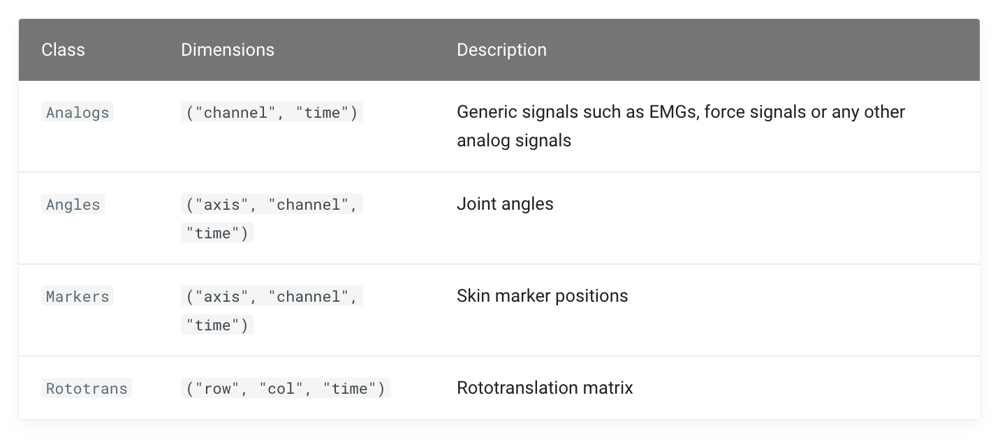 Class Dimensions Description
Analogs ("channel", "time") Generic signals such as EMGs, force signals or any other
analog signals
Angles ("axis", "channel", Joint angles
"time")
Markers ("axis", "channel", Skin marker positions
"time")
Rototrans ("row", "col", "time") Rototranslation matrix